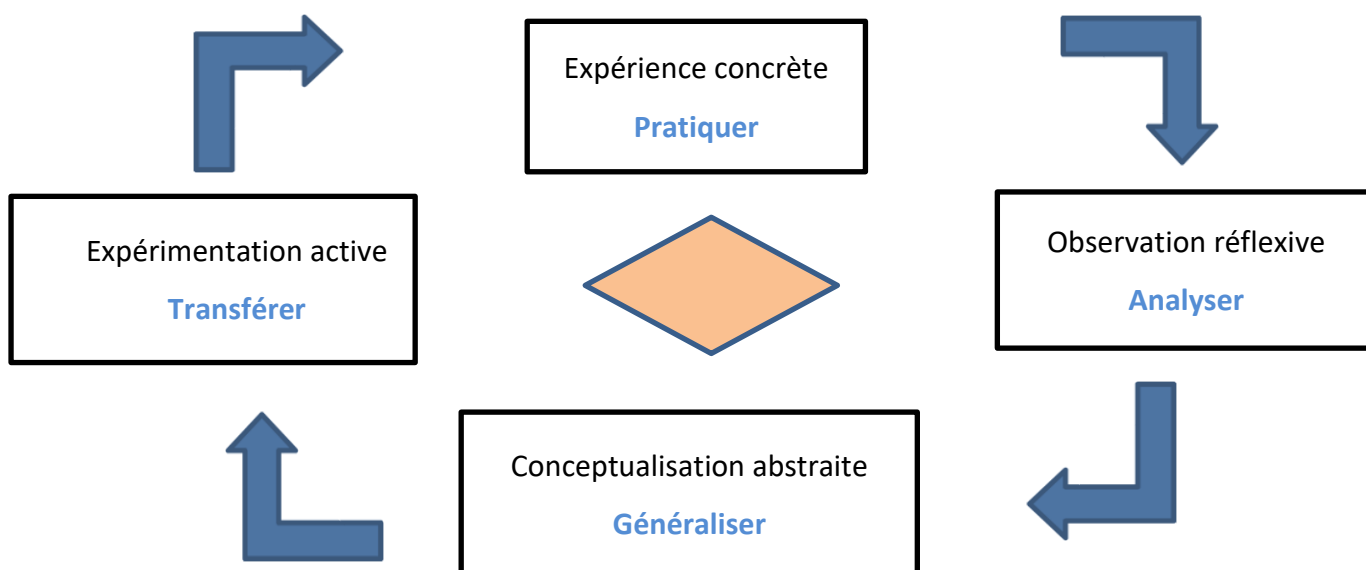 Expérience concrète
Pratiquer
Expérimentation active
Transférer
Observation réflexive
Analyser
Conceptualisation abstraite
Généraliser